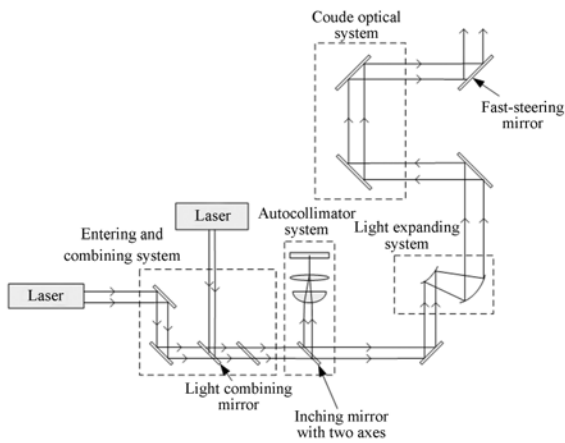 Coude optical
system
Fast-steering
mirror
Laser
Autocollimator
system
Entering and
combining system
Light expanding
system
Laser
Light combining
mirror
Inching mirror
with two axes